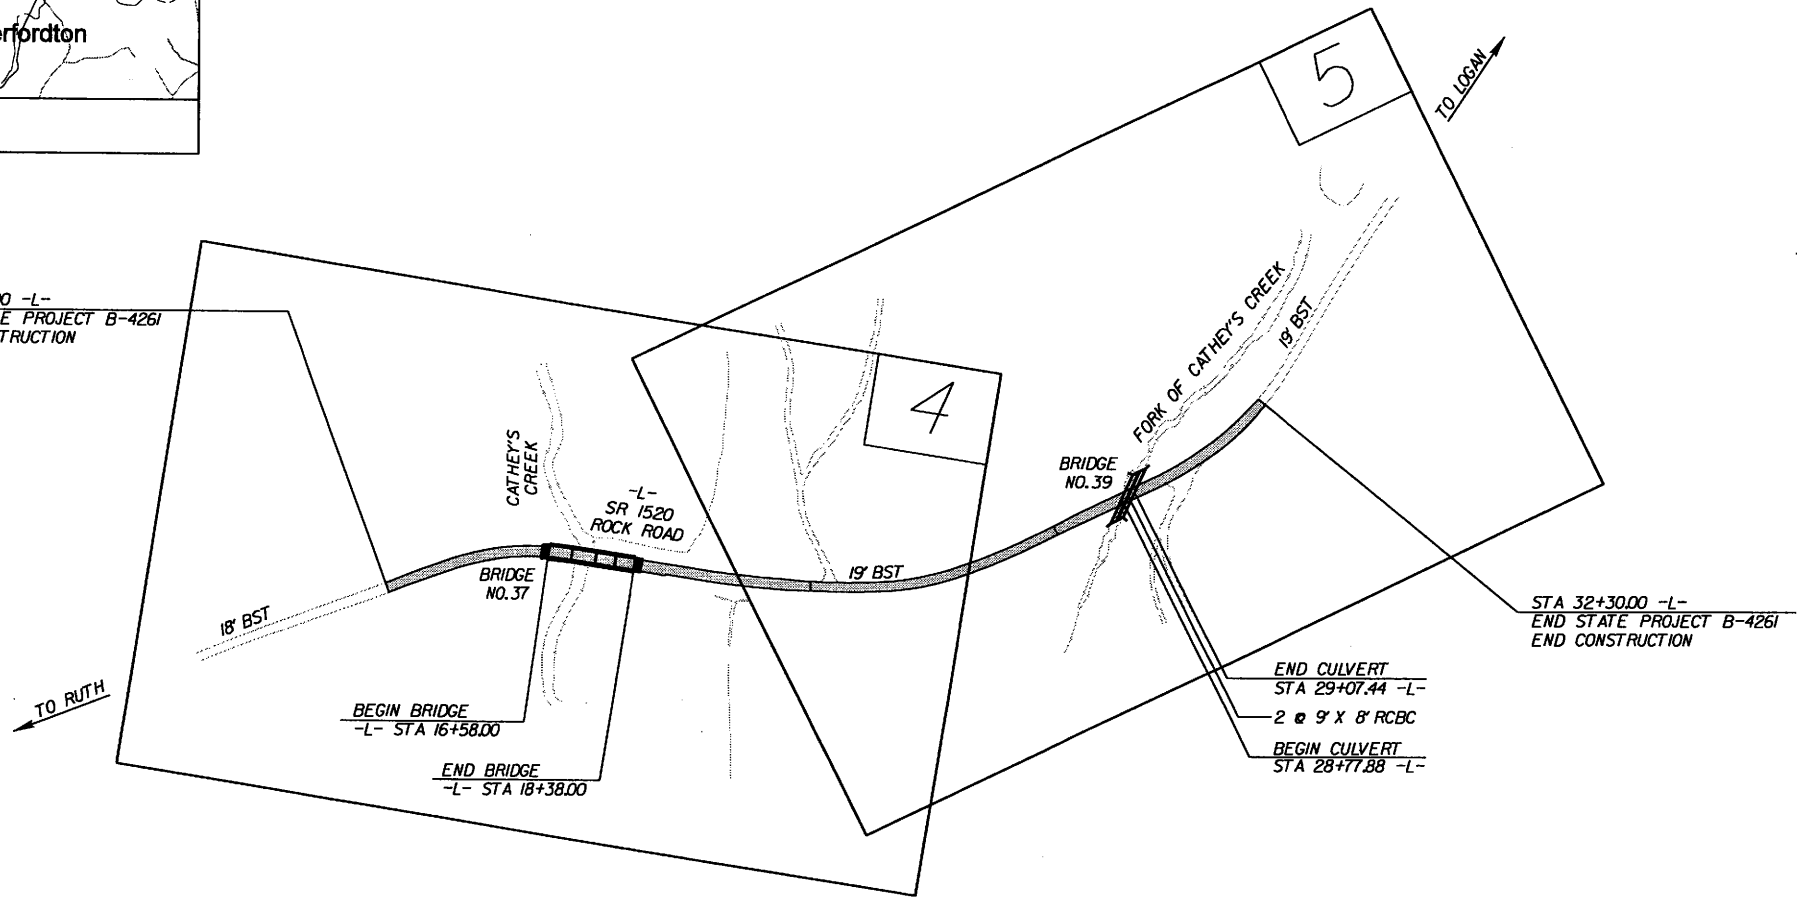 erfordton
5
TO LOGAN
0 -L-
E PROJECT B-4261
TRUCTION
4
CATHEY'S
CREEK
-L-
SR 1520
ROCK ROAD
FORK OF CATHEY'S CREEK
19' BST
BRIDGE
NO. 39
BRIDGE
NO. 37
19' BST
18' BST
TO RUTH
BEGIN BRIDGE
-L- STA 16+58.00
END BRIDGE
-L- STA 18+38.00
STA 32+30.00 -L-
END STATE PROJECT B-4261
END CONSTRUCTION
END CULVERT
STA 29+07.44 -L-
2 @ 9' X 8' RCBC
BEGIN CULVERT
STA 28+77.88 -L-